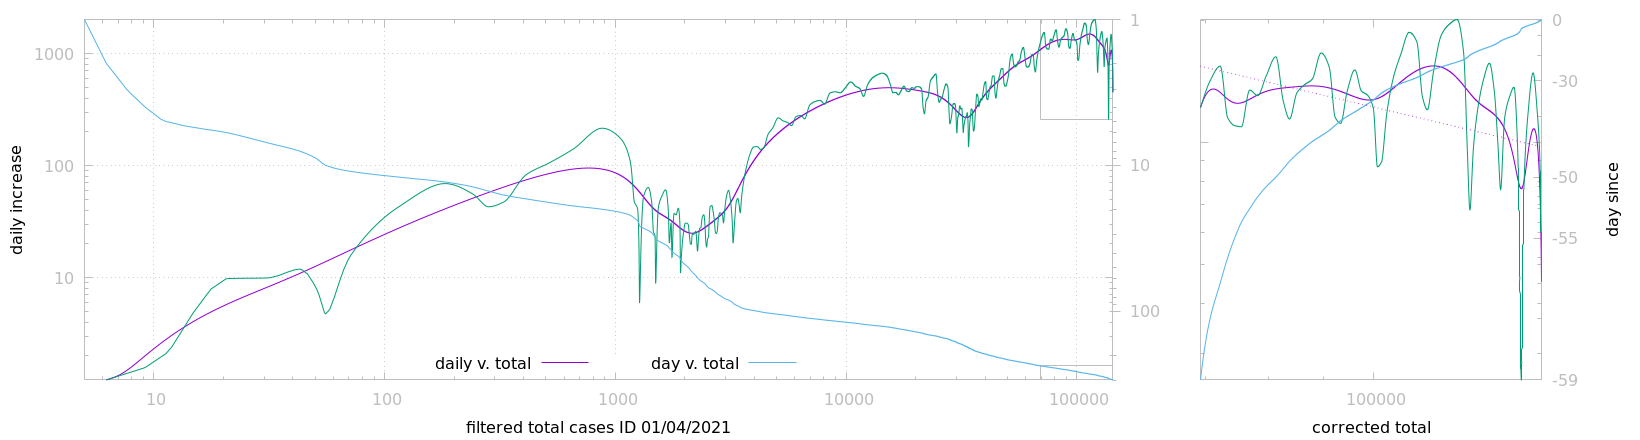 1000
100
10
daily increase
10
100
1000
10000
100000
1
10
100
daily v. total
day v. total
filtered total cases ID 01/04/2021
0
-30
-50
-55
-59
day since
100000
corrected total